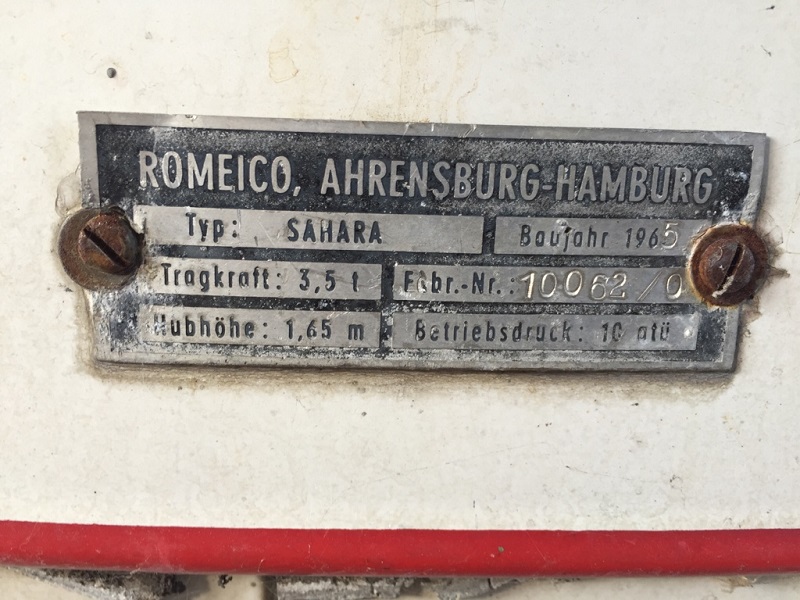 ROMEICO, AHRENSBURG-HAMBURG
Typ: SAHARA Baujahr 1965
Tragkraft: 3,5 t Fabr.-Nr.: 10062/0
Hubhöhe: 1,65 m Betriebsdruck: 10 atü